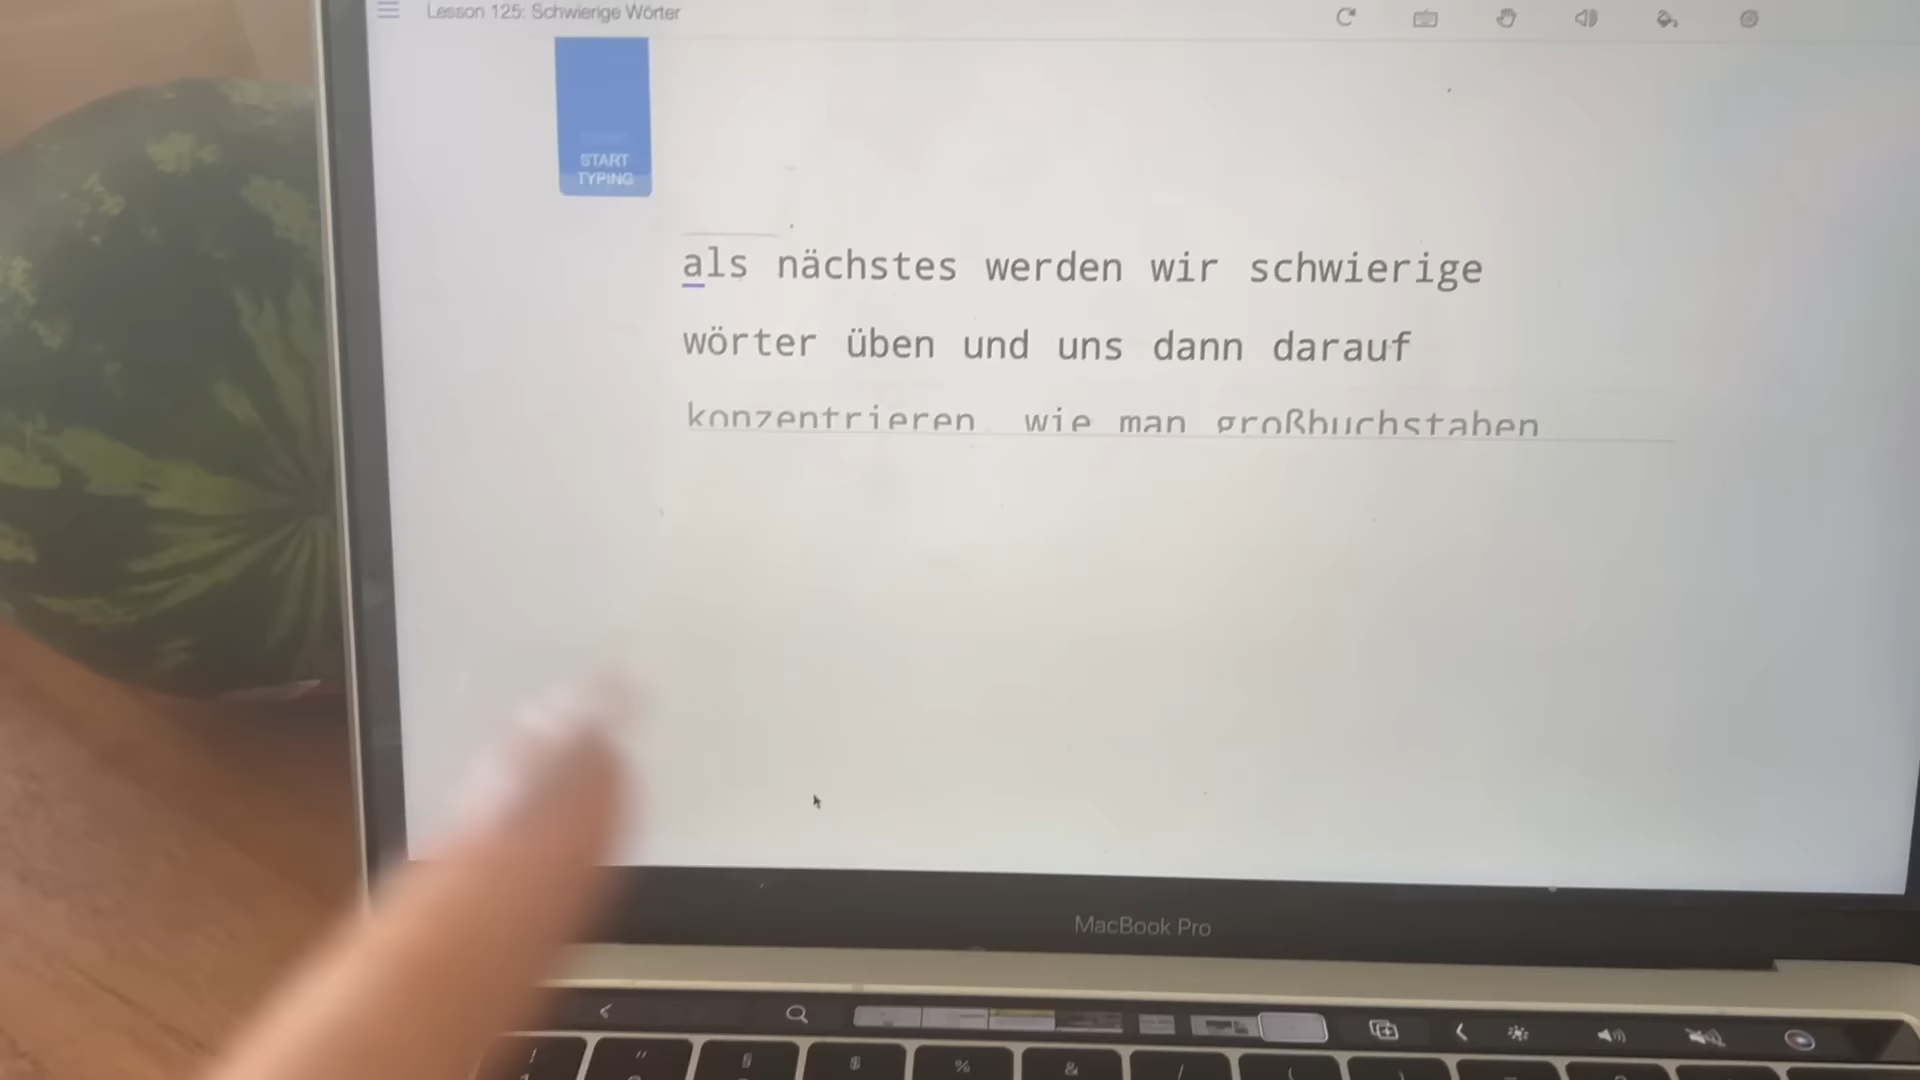 Lesson 125: Schwierige Wörter
START
TYPING
als nächstes werden wir schwierige
wörter üben und uns dann darauf
konzentrieren wie man großbuchstaben
MacBook Pro
! " § $ % & / ( )